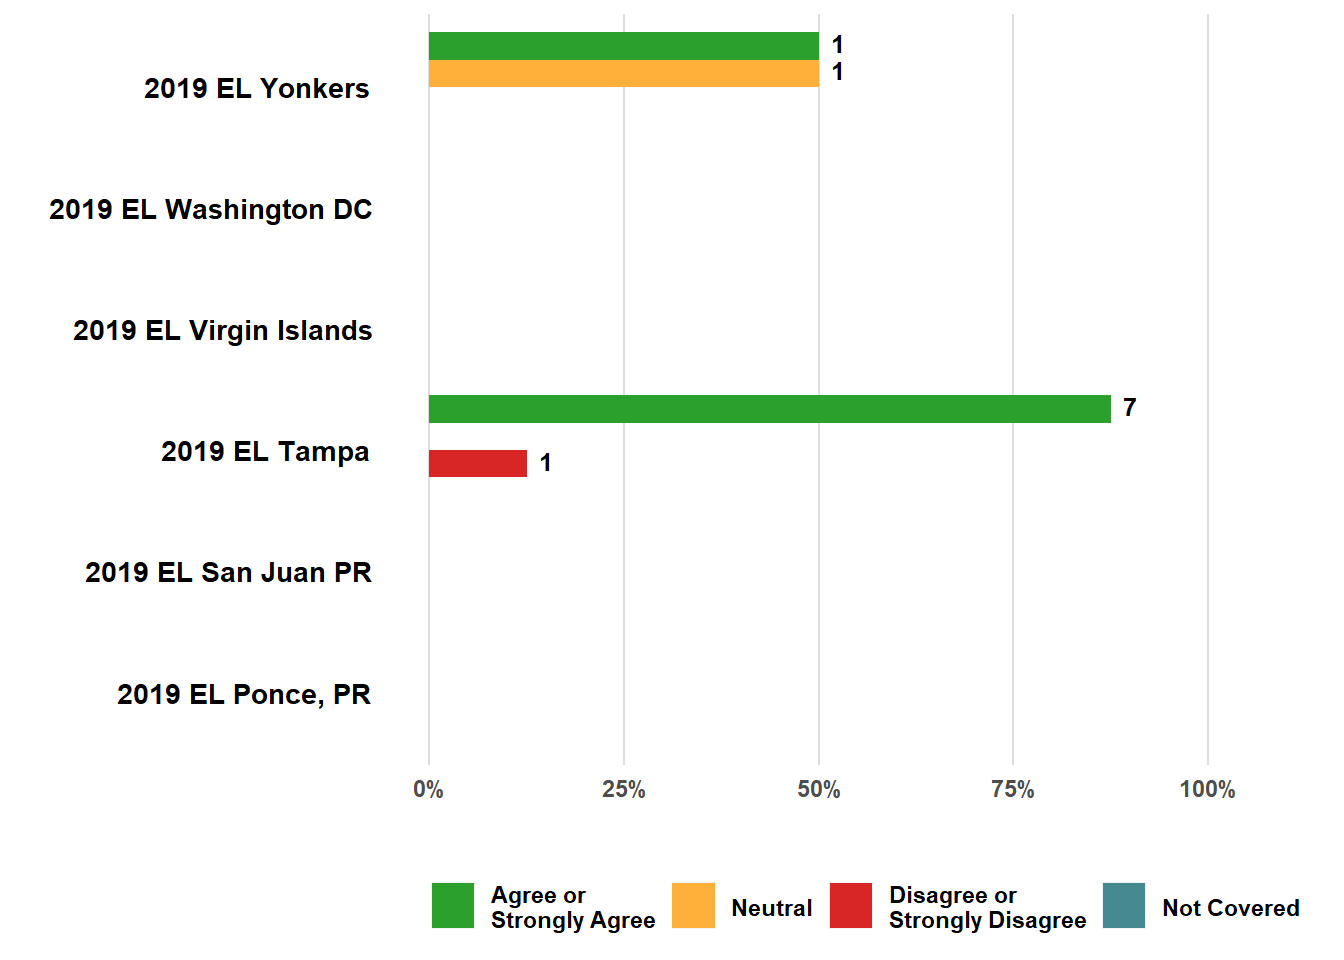 1
1
2019 EL Yonkers
2019 EL Washington DC
2019 EL Virgin Islands
7
2019 EL Tampa
1
2019 EL San Juan PR
2019 EL Ponce, PR
0% 25% 50% 75% 100%
Agree or
Strongly Agree
Neutral
Disagree or
Strongly Disagree
Not Covered